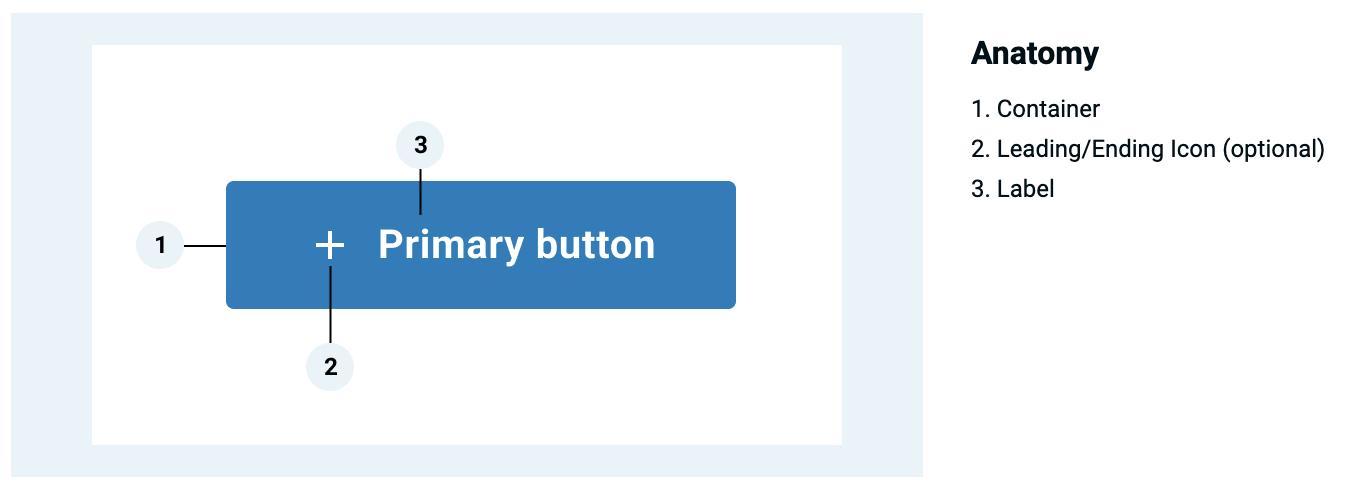 3
1
Primary button
2
Anatomy
1. Container
2. Leading/Ending Icon (optional)
3. Label